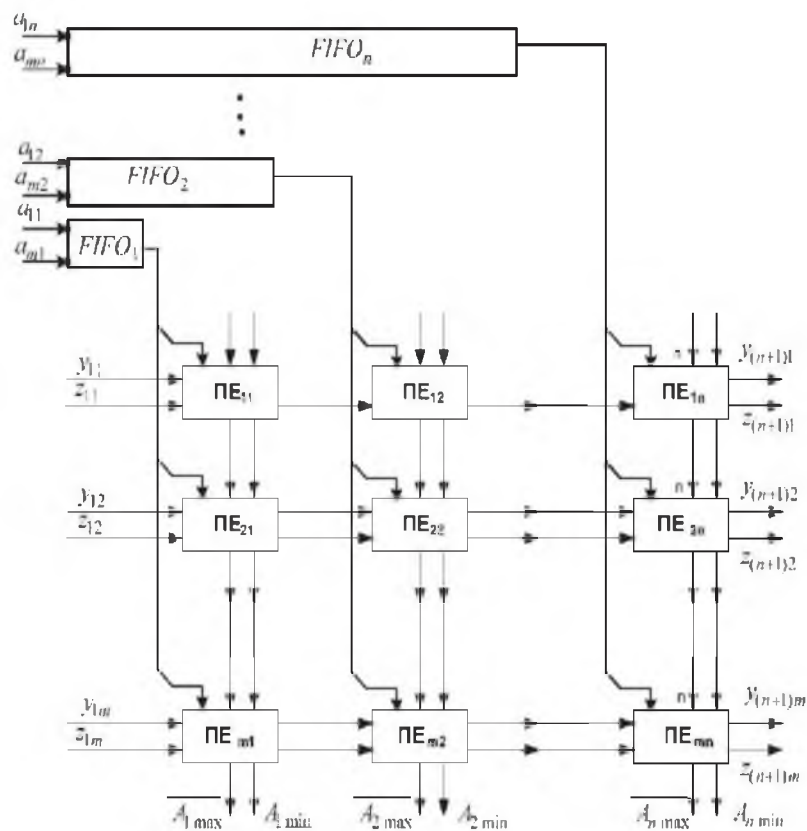 a₁ₙ
FIFOₙ
aₘₙ
a₁₂
FIFO₂
aₘ₂
a₁₁
FIFO₁
aₘ₁
y₁₁ ПЕ₁₁ ПЕ₁₂ n ПЕ₁ₙ y₍ₙ₊₁₎₁
z₁₁ z₍ₙ₊₁₎₁
y₁₂ ПЕ₂₁ ПЕ₂₂ n ПЕ₂ₙ y₍ₙ₊₁₎₂
z₁₂ z₍ₙ₊₁₎₂
y₁ₘ ПЕₘ₁ ПЕₘ₂ n ПЕₘₙ y₍ₙ₊₁₎ₘ
z₁ₘ z₍ₙ₊₁₎ₘ
A₁ max A₁ min A₂ max A₂ min Aₙ max Aₙ min